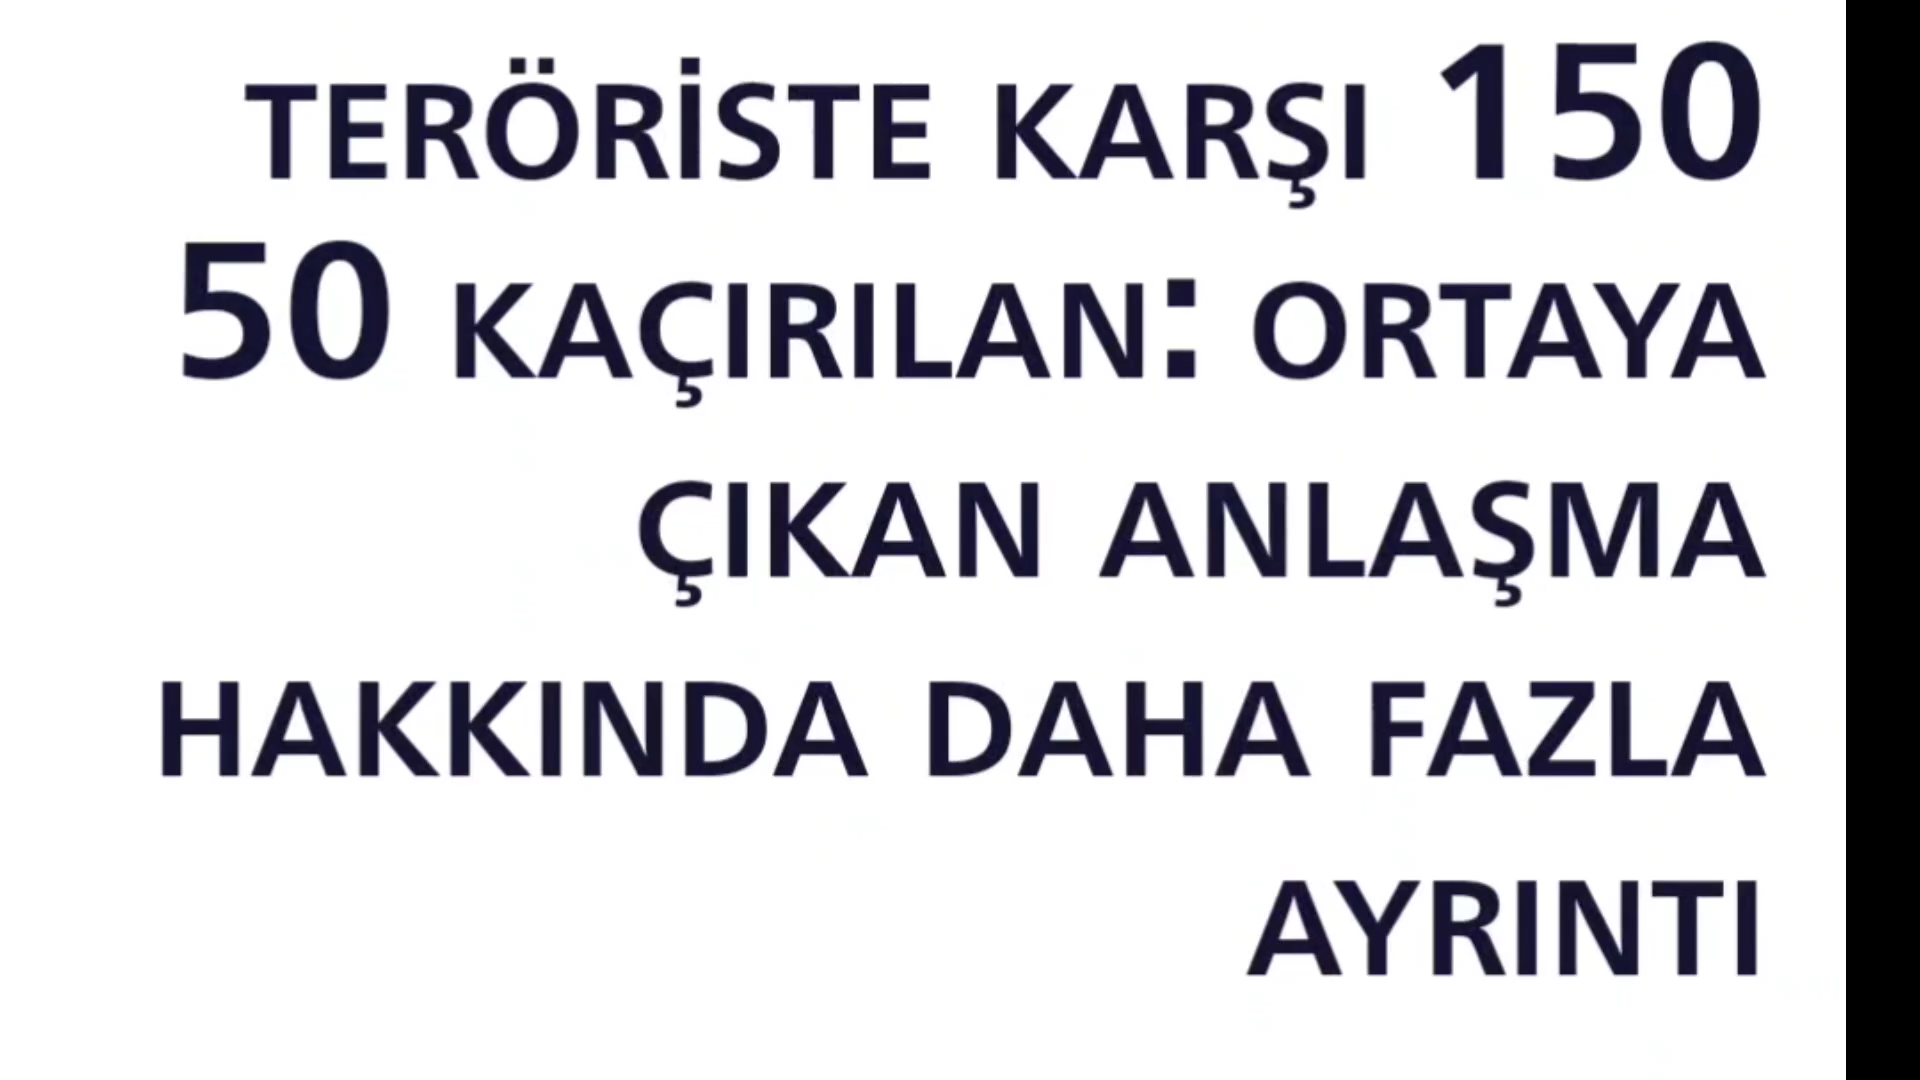 TERÖRİSTE KARŞI 150
50 KAÇIRILAN: ORTAYA
ÇIKAN ANLAŞMA
HAKKINDA DAHA FAZLA
AYRINTI